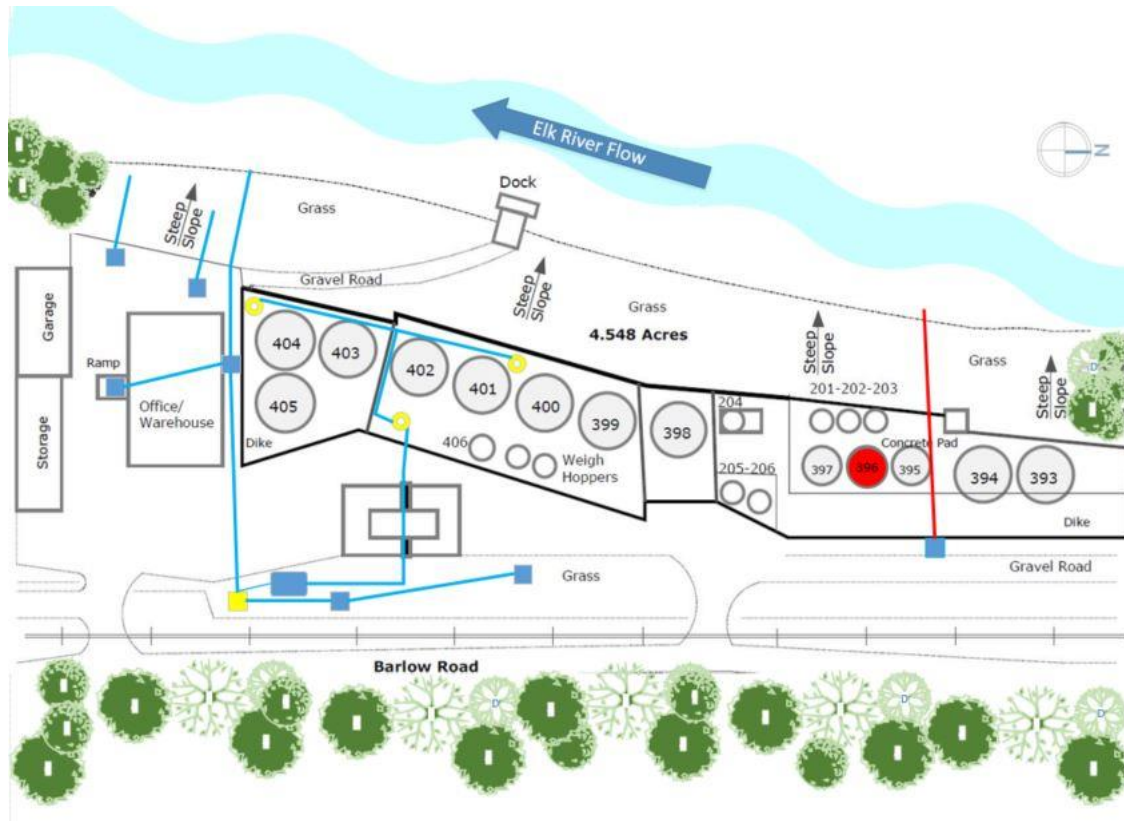 Elk River Flow
N
Dock
Grass
Steep
Slope
Gravel Road
Steep
Slope
Grass
4.548 Acres
Steep
Slope
Grass
Steep
Slope
D
Garage
Storage
Ramp
Office/
Warehouse
404
403
405
Dike
402
401
400
399
406
Weigh
Hoppers
398
204
205-206
201-202-203
Concrete Pad
397
396
395
394
393
Dike
Gravel Road
Grass
Barlow Road
D
D
D